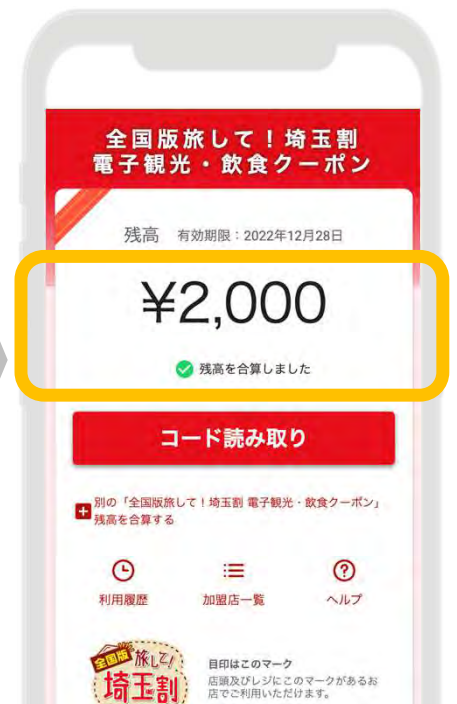 全国版旅して!埼玉割
電子観光・飲食クーポン
残高 有効期限:2022年12月28日
¥2,000
残高を合算しました
コード読み取り
別の「全国版旅して!埼玉割 電子観光・飲食クーポン」
残高を合算する
利用履歴 加盟店一覧 ヘルプ
全国版 旅して!
埼玉割
目印はこのマーク
店頭及びレジにこのマークがあるお
店でご利用いただけます。